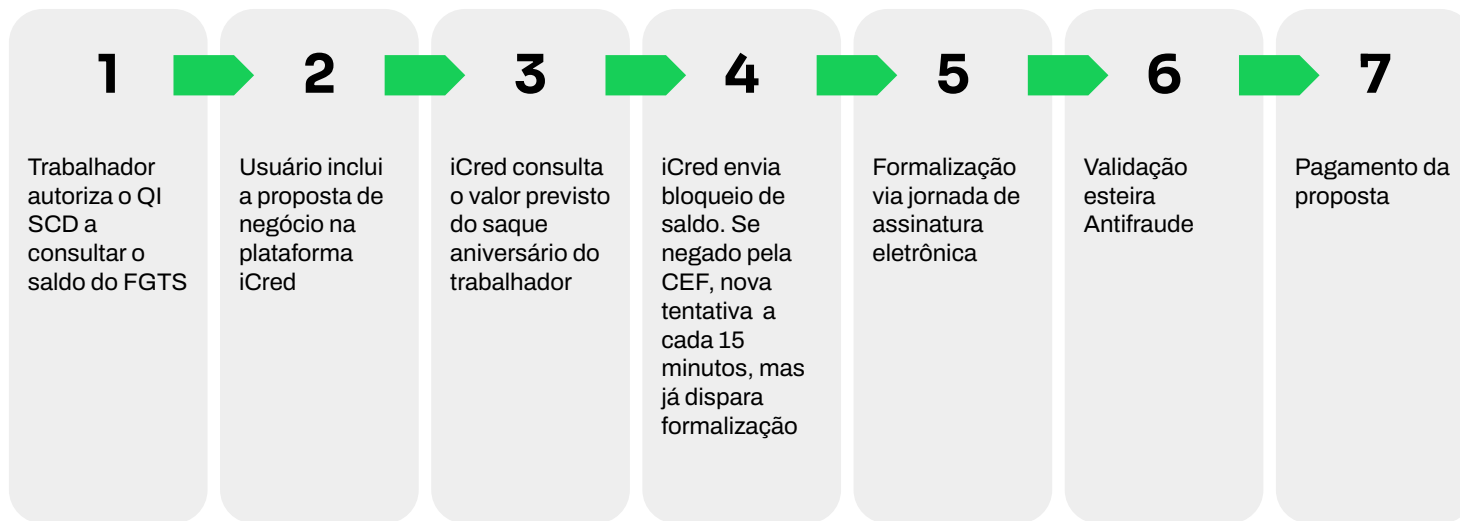 1
Trabalhador
autoriza o QI
SCD a
consultar o
saldo do FGTS
2
Usuário inclui
a proposta de
negócio na
plataforma
iCred
3
iCred consulta
o valor previsto
do saque
aniversário do
trabalhador
4
iCred envia
bloqueio de
saldo. Se
negado pela
CEF, nova
tentativa  a
cada 15
minutos, mas
já dispara
formalização
5
Formalização
via jornada de
assinatura
eletrônica
6
Validação
esteira
Antifraude
7
Pagamento da
proposta